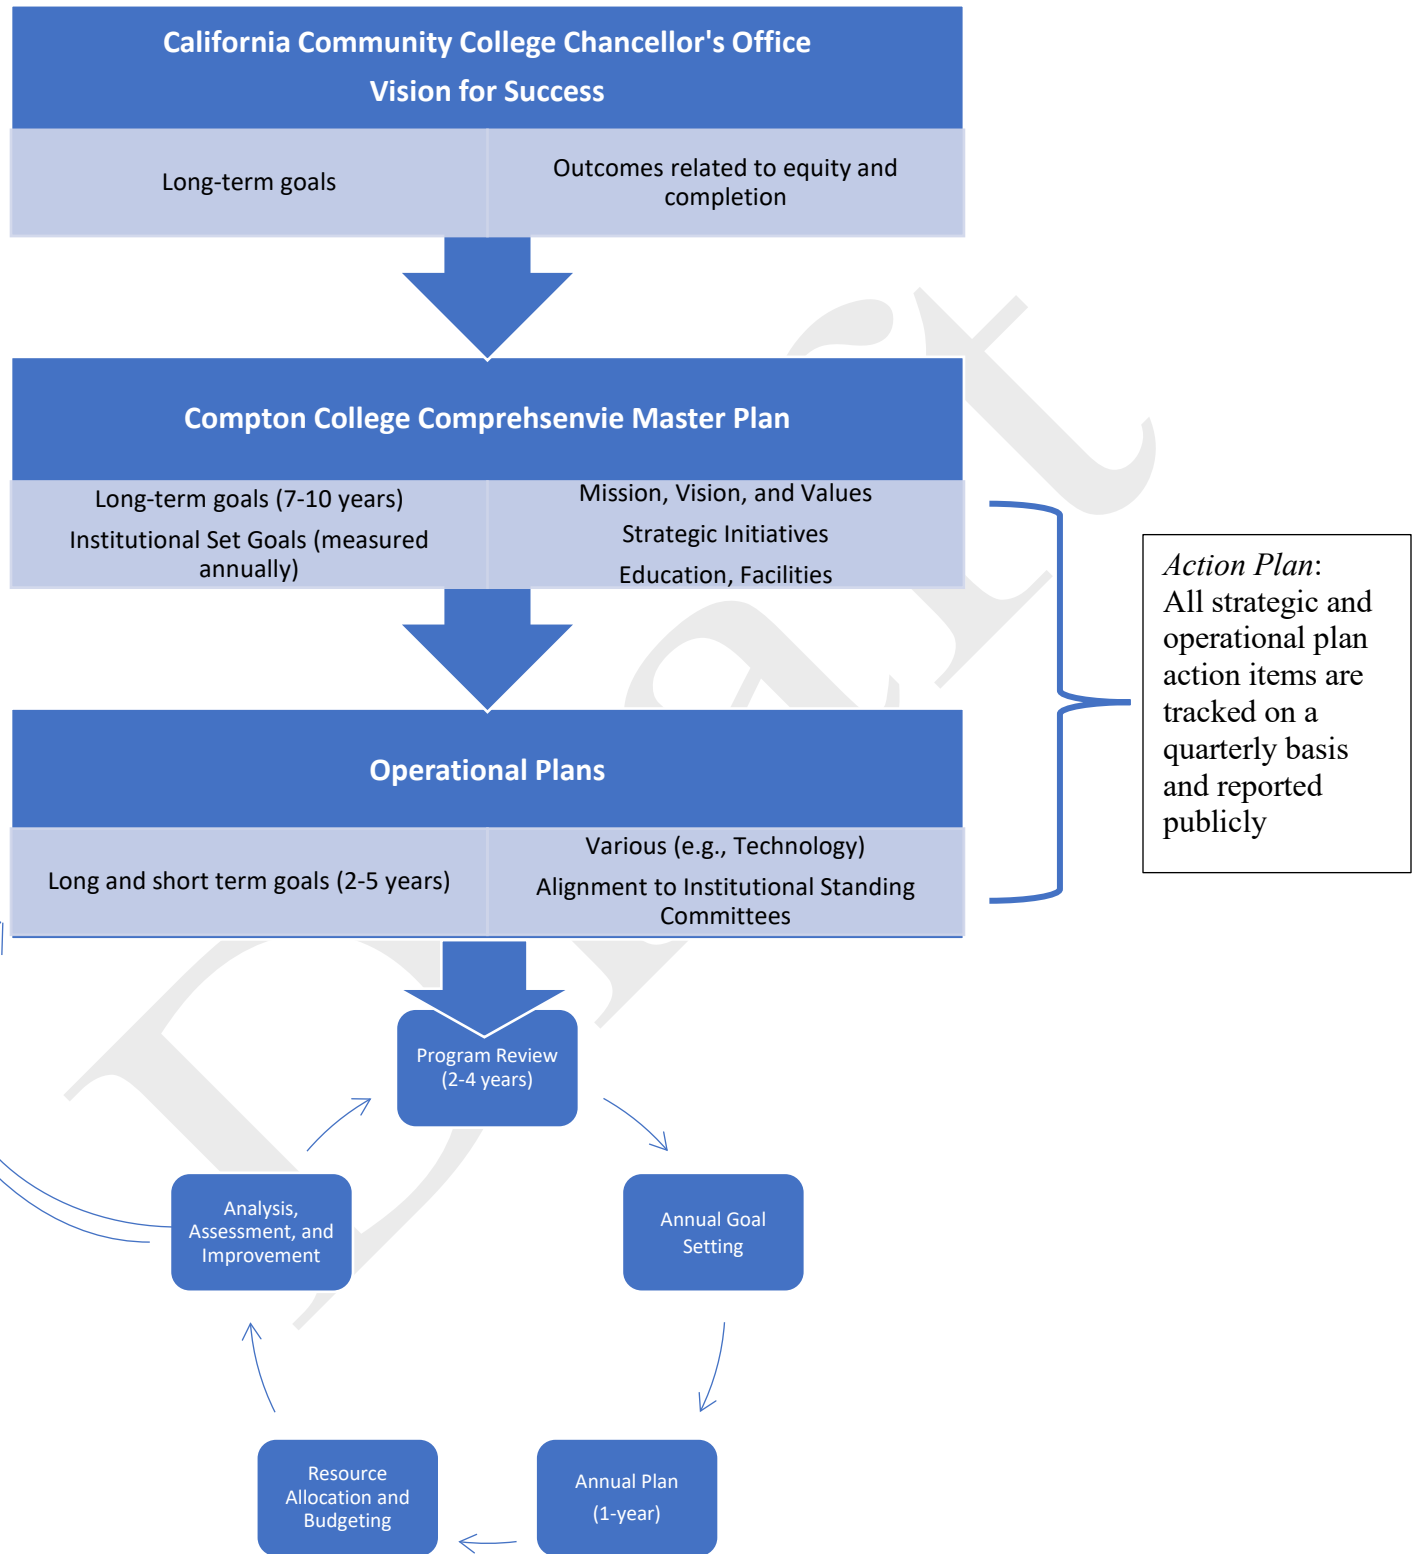 California Community College Chancellor's Office
Vision for Success
Long-term goals
Outcomes related to equity and
completion
Compton College Comprehsenvie Master Plan
Long-term goals (7-10 years)
Institutional Set Goals (measured
annually)
Mission, Vision, and Values
Strategic Initiatives
Education, Facilities
Action Plan:
All strategic and
operational plan
action items are
tracked on a
quarterly basis
and reported
publicly
Operational Plans
Long and short term goals (2-5 years)
Various (e.g., Technology)
Alignment to Institutional Standing
Committees
Program Review
(2-4 years)
Annual Goal
Setting
Annual Plan
(1-year)
Resource
Allocation and
Budgeting
Analysis,
Assessment, and
Improvement
Draft